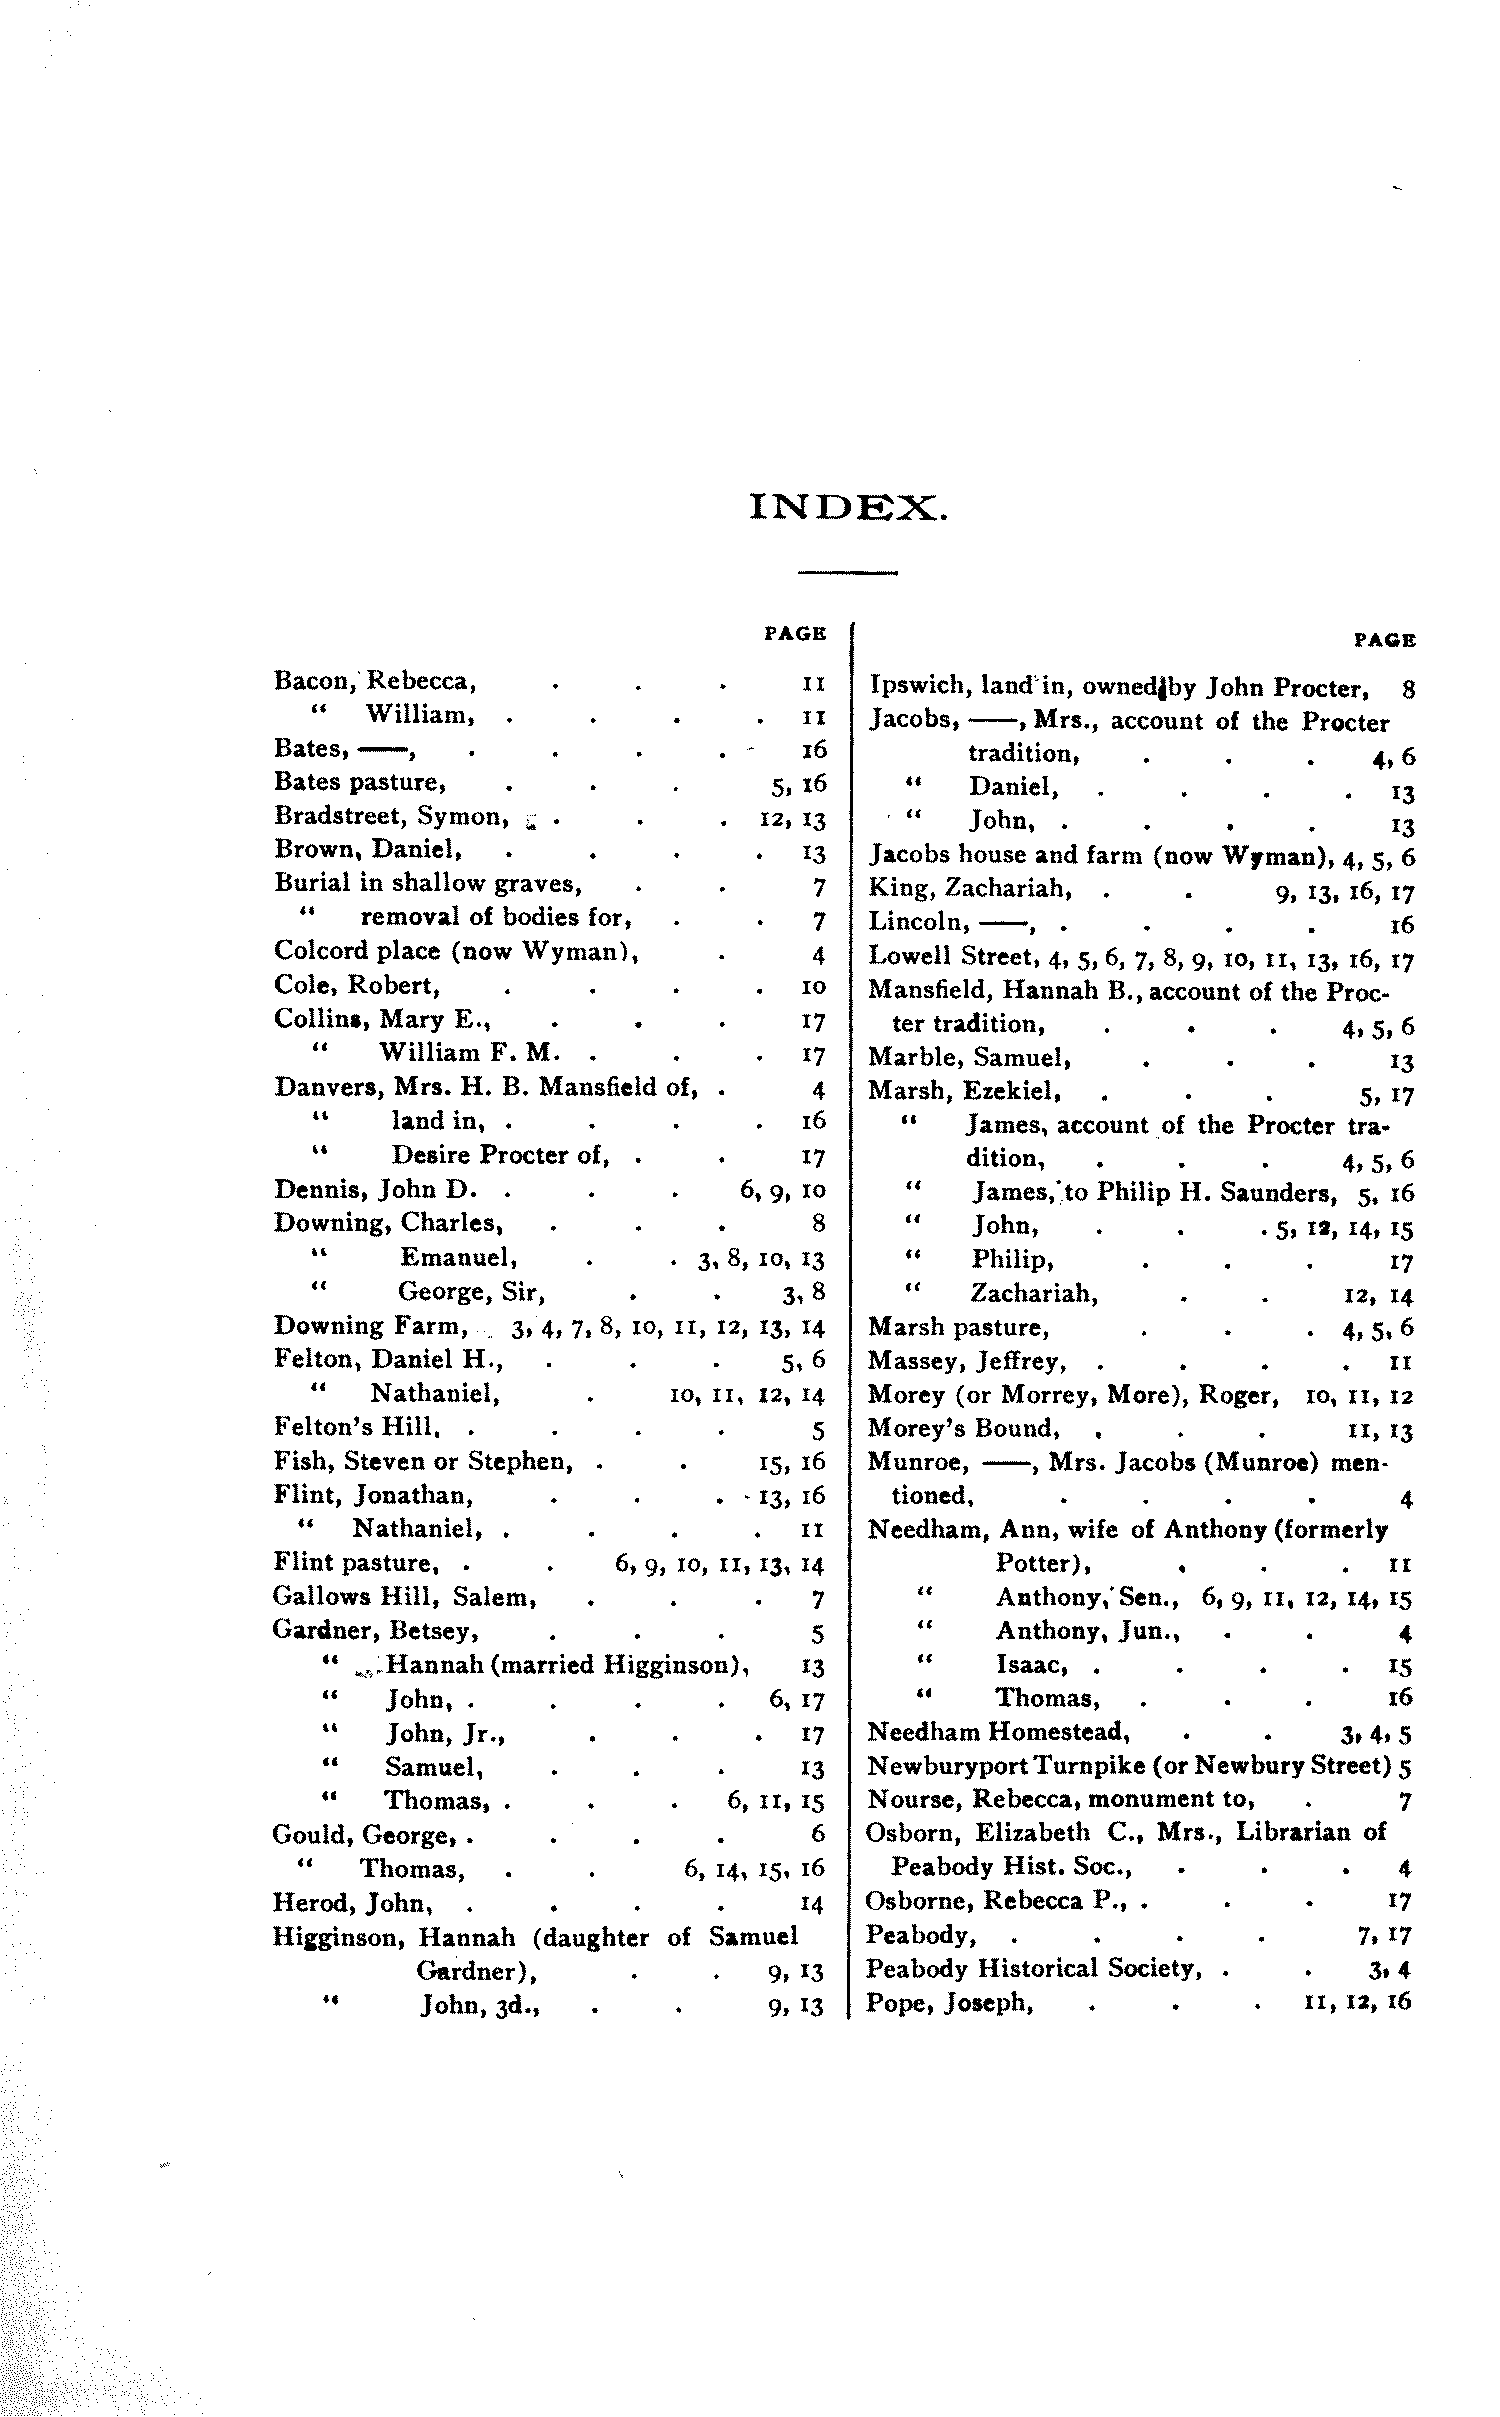 INDEX.
PAGE
Bacon, Rebecca, . . . 11
" William, . . . . 11
Bates, ——, . . . . 16
Bates pasture, . . . 5, 16
Bradstreet, Symon, . . . 12, 13
Brown, Daniel, . . . . 13
Burial in shallow graves, . . 7
" removal of bodies for, . . 7
Colcord place (now Wyman), . 4
Cole, Robert, . . . . 10
Collins, Mary E., . . . 17
" William F. M. . . . 17
Danvers, Mrs. H. B. Mansfield of, . 4
" land in, . . . . 16
" Desire Procter of, . . 17
Dennis, John D. . . . 6, 9, 10
Downing, Charles, . . . 8
" Emanuel, . . 3, 8, 10, 13
" George, Sir, . . 3, 8
Downing Farm, 3, 4, 7, 8, 10, 11, 12, 13, 14
Felton, Daniel H., . . . 5, 6
" Nathaniel, . 10, 11, 12, 14
Felton's Hill, . . . . 5
Fish, Steven or Stephen, . . 15, 16
Flint, Jonathan, . . . 13, 16
" Nathaniel, . . . . 11
Flint pasture, . . 6, 9, 10, 11, 13, 14
Gallows Hill, Salem, . . . 7
Gardner, Betsey, . . . 5
" Hannah (married Higginson), 13
" John, . . . . 6, 17
" John, Jr., . . . 17
" Samuel, . . . 13
" Thomas, . . . 6, 11, 15
Gould, George, . . . . 6
" Thomas, . . 6, 14, 15, 16
Herod, John, . . . . 14
Higginson, Hannah (daughter of Samuel
Gardner), . . 9, 13
" John, 3d., . . 9, 13
PAGE
Ipswich, land in, owned by John Procter, 8
Jacobs, ——, Mrs., account of the Procter
tradition, . . . 4, 6
" Daniel, . . . . 13
" John, . . . . 13
Jacobs house and farm (now Wyman), 4, 5, 6
King, Zachariah, . . 9, 13, 16, 17
Lincoln, ——, . . . . 16
Lowell Street, 4, 5, 6, 7, 8, 9, 10, 11, 13, 16, 17
Mansfield, Hannah B., account of the Proc-
ter tradition, . . . 4, 5, 6
Marble, Samuel, . . . 13
Marsh, Ezekiel, . . . 5, 17
" James, account of the Procter tra-
dition, . . . 4, 5, 6
" James, to Philip H. Saunders, 5, 16
" John, . . . 5, 12, 14, 15
" Philip, . . . 17
" Zachariah, . . 12, 14
Marsh pasture, . . . 4, 5, 6
Massey, Jeffrey, . . . . 11
Morey (or Morrey, More), Roger, 10, 11, 12
Morey's Bound, . . . 11, 13
Munroe, ——, Mrs. Jacobs (Munroe) men-
tioned, . . . . 4
Needham, Ann, wife of Anthony (formerly
Potter), . . . 11
" Anthony, Sen., 6, 9, 11, 12, 14, 15
" Anthony, Jun., . . 4
" Isaac, . . . . 15
" Thomas, . . . 16
Needham Homestead, . . 3, 4, 5
Newburyport Turnpike (or Newbury Street) 5
Nourse, Rebecca, monument to, . 7
Osborn, Elizabeth C., Mrs., Librarian of
Peabody Hist. Soc., . . . 4
Osborne, Rebecca P., . . . 17
Peabody, . . . . 7, 17
Peabody Historical Society, . . 3, 4
Pope, Joseph, . . . 11, 12, 16